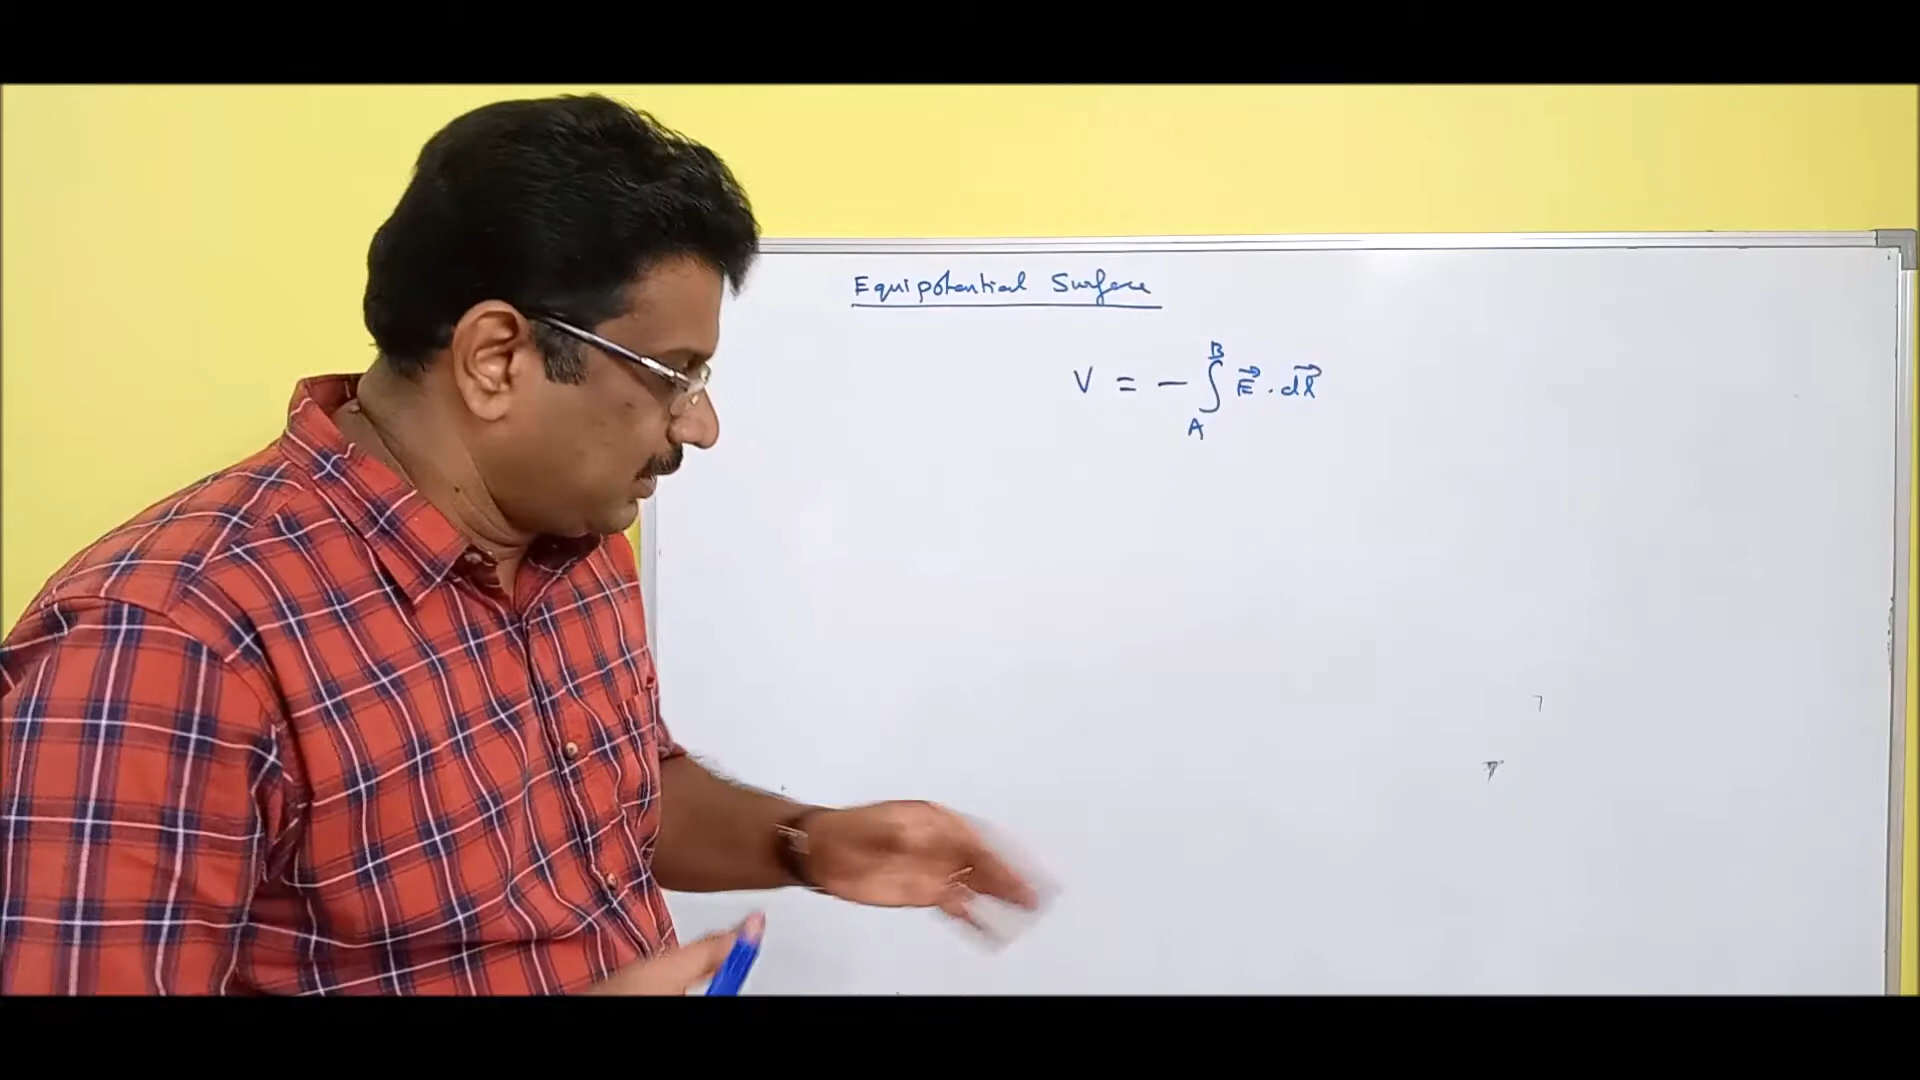 Equipotential Surface
V = - ∫_A^B E⃗ . dl⃗